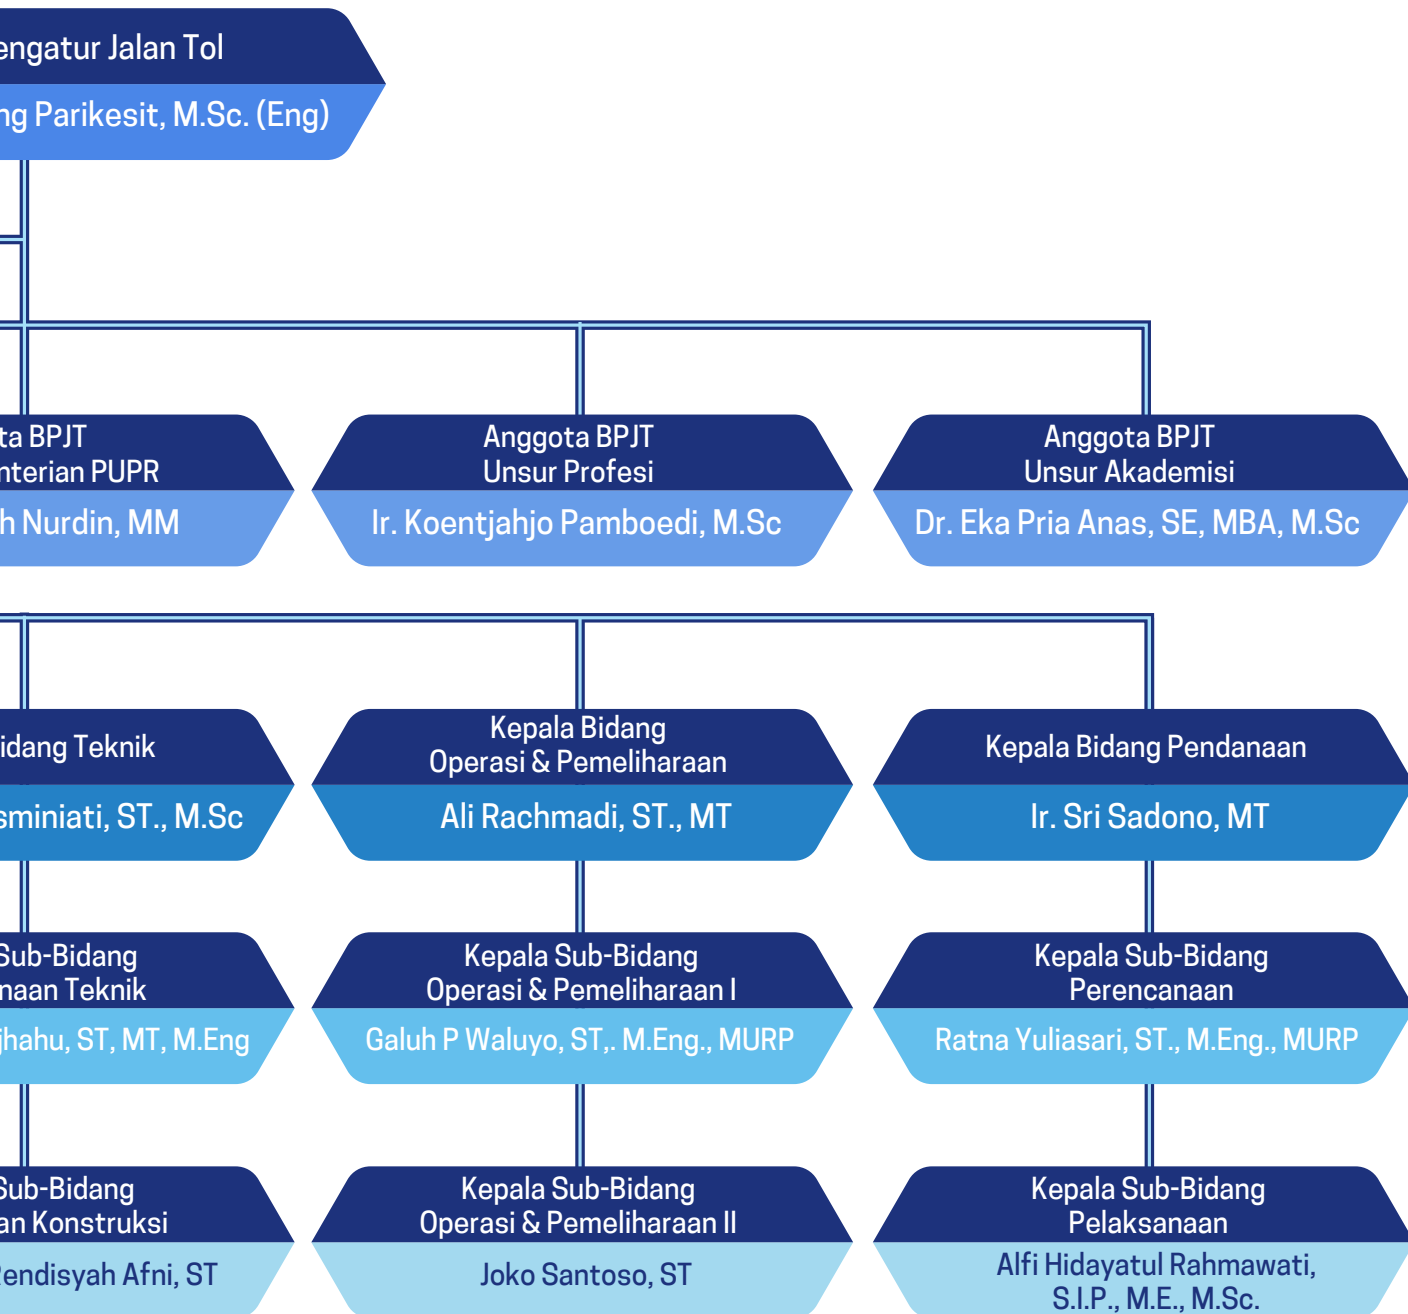 engatur Jalan Tol
ng Parikesit, M.Sc. (Eng)
ta BPJT
nterian PUPR
h Nurdin, MM
Anggota BPJT
Unsur Profesi
Ir. Koentjahjo Pamboedi, M.Sc
Anggota BPJT
Unsur Akademisi
Dr. Eka Pria Anas, SE, MBA, M.Sc
idang Teknik
sminiati, ST., M.Sc
Kepala Bidang
Operasi & Pemeliharaan
Ali Rachmadi, ST., MT
Kepala Bidang Pendanaan
Ir. Sri Sadono, MT
Sub-Bidang
naan Teknik
jhahu, ST, MT, M.Eng
Kepala Sub-Bidang
Operasi & Pemeliharaan I
Galuh P Waluyo, ST,. M.Eng., MURP
Kepala Sub-Bidang
Perencanaan
Ratna Yuliasari, ST., M.Eng., MURP
Sub-Bidang
an Konstruksi
Rendisyah Afni, ST
Kepala Sub-Bidang
Operasi & Pemeliharaan II
Joko Santoso, ST
Kepala Sub-Bidang
Pelaksanaan
Alfi Hidayatul Rahmawati,
S.I.P., M.E., M.Sc.